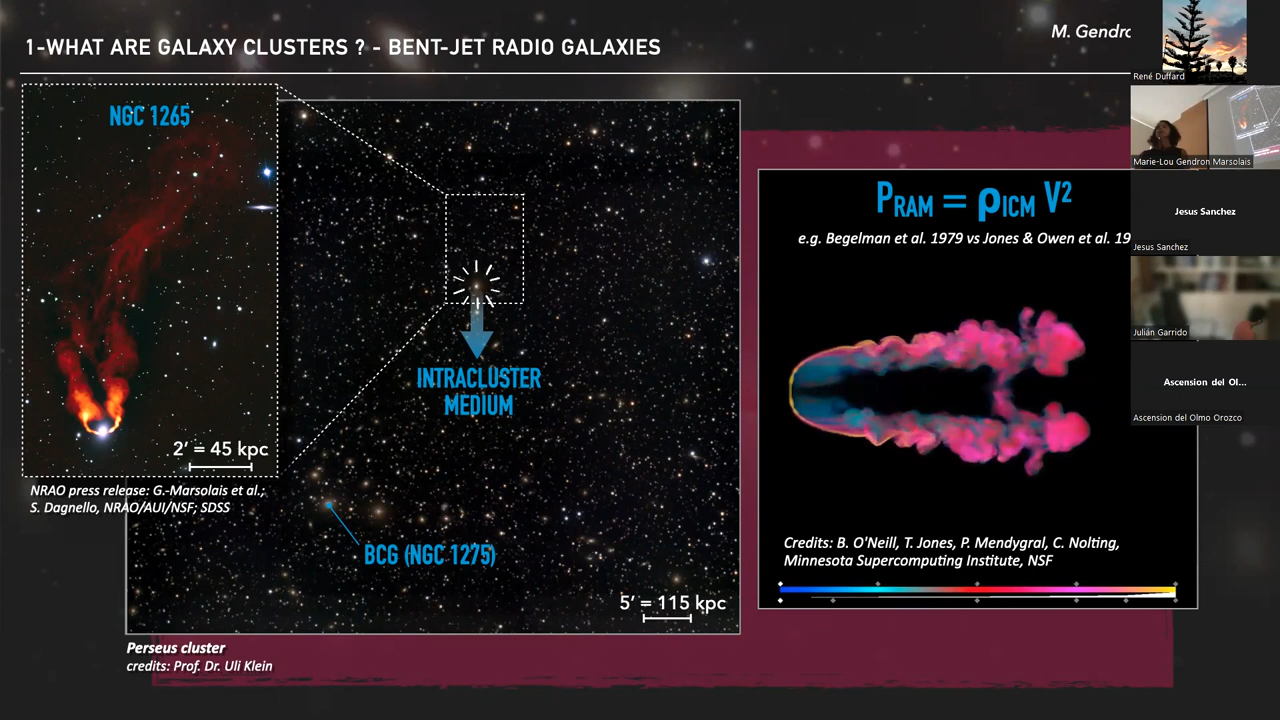 1-WHAT ARE GALAXY CLUSTERS ? - BENT-JET RADIO GALAXIES
M. Gendro
NGC 1265
2’ = 45 kpc
NRAO press release: G.-Marsolais et al.;
S. Dagnello, NRAO/AUI/NSF; SDSS
INTRACLUSTER
MEDIUM
BCG (NGC 1275)
5’ = 115 kpc
Perseus cluster
credits: Prof. Dr. Uli Klein
PRAM = ρICM V²
e.g. Begelman et al. 1979 vs Jones & Owen et al. 19
Credits: B. O'Neill, T. Jones, P. Mendygral, C. Nolting,
Minnesota Supercomputing Institute, NSF
René Duffard
Marie-Lou Gendron Marsolais
Jesus Sanchez
Jesus Sanchez
Julián Garrido
Ascension del Ol...
Ascension del Olmo Orozco